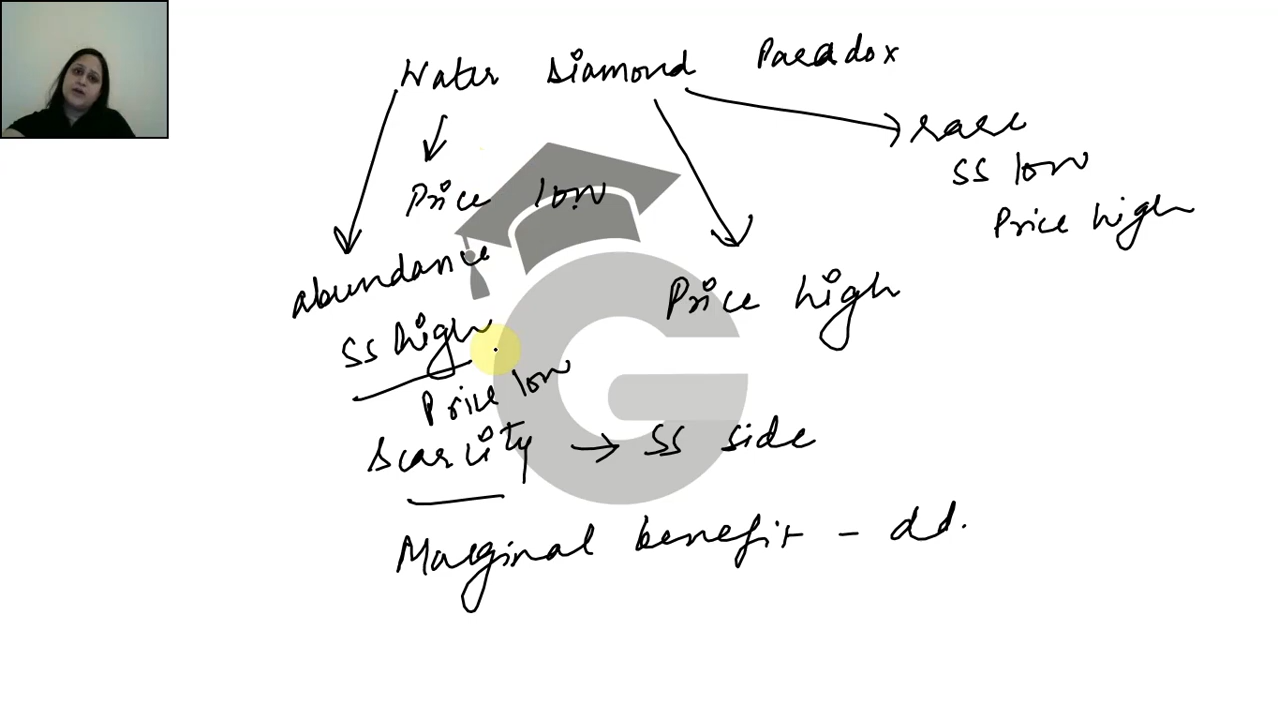 Water Diamond Paradox
rare
SS low
Price low
Price high
abundance
Price high
SS high
Price low
Scarcity → SS side
Marginal benefit - dd.